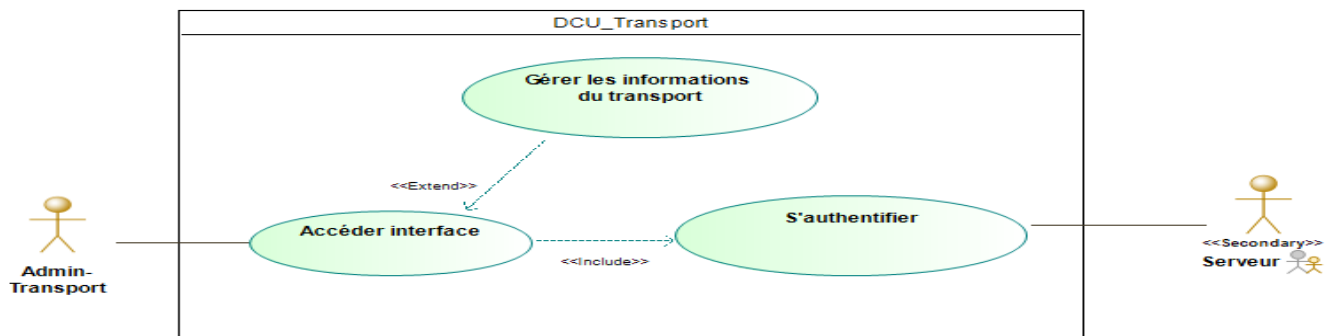 DCU_Transport
Gérer les informations
du transport
<<Extend>>
Accéder interface
<<Include>>
S'authentifier
Admin-
Transport
<<Secondary>>
Serveur